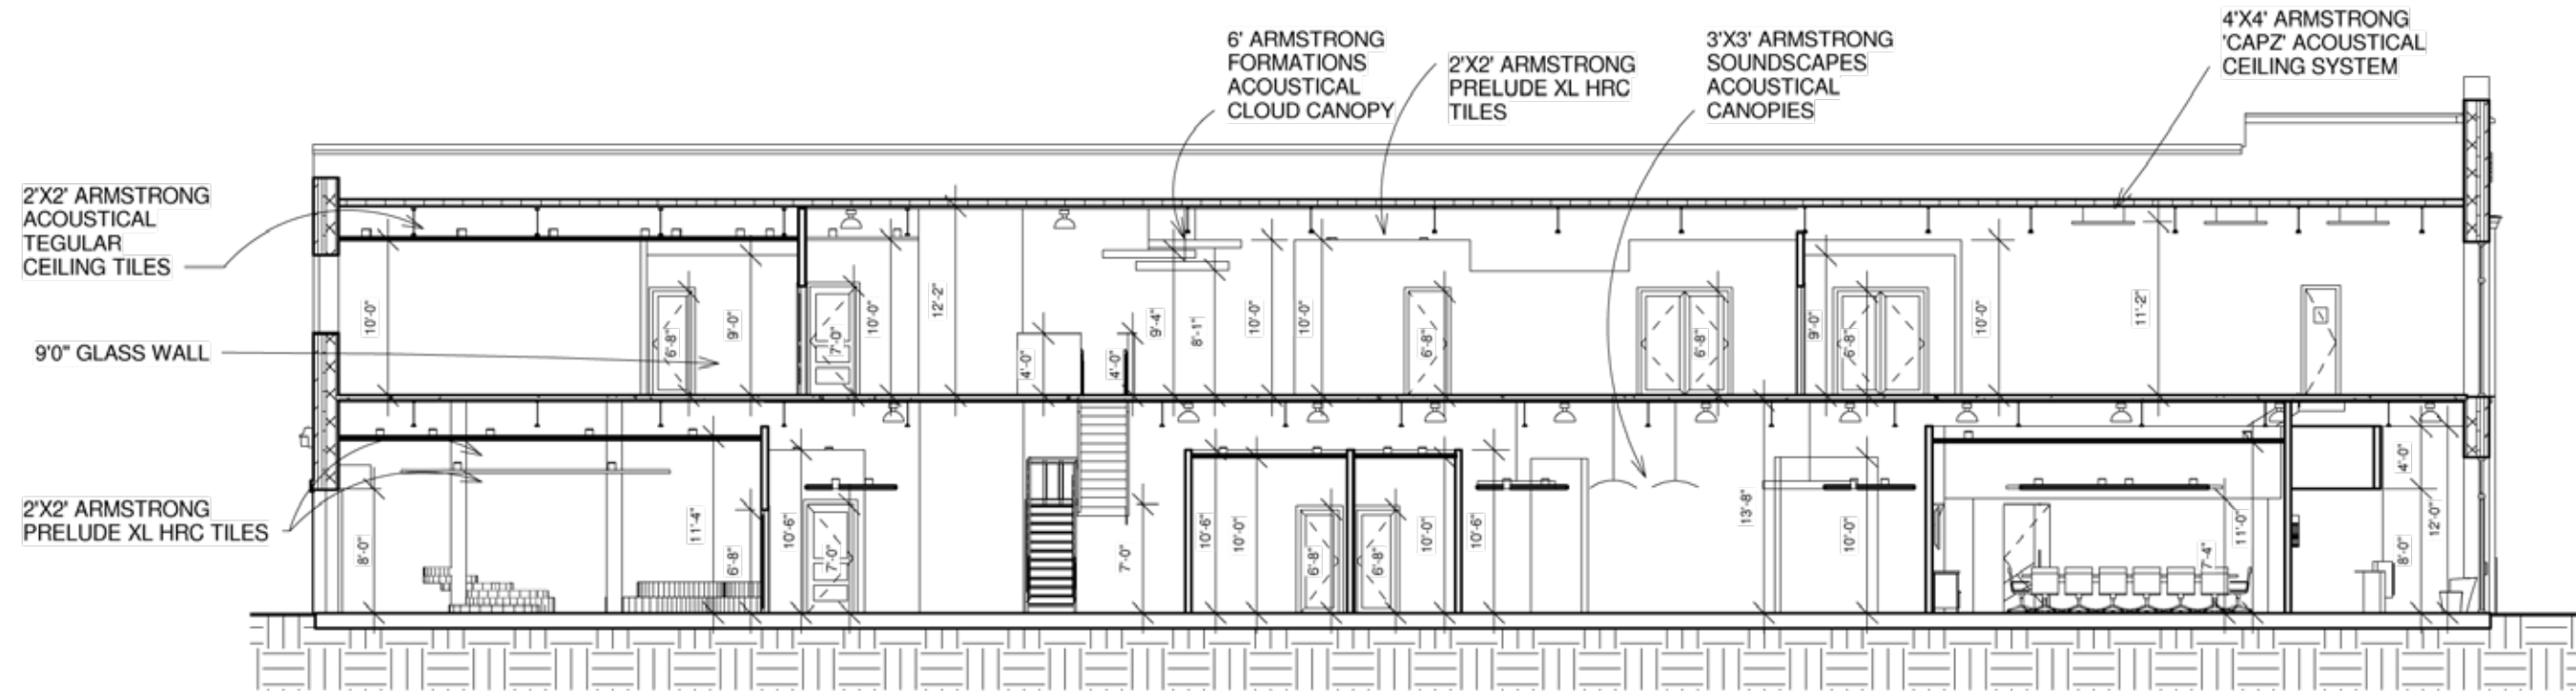 4'X4' ARMSTRONG
'CAPZ' ACOUSTICAL
CEILING SYSTEM
6' ARMSTRONG
FORMATIONS
ACOUSTICAL
CLOUD CANOPY
2'X2' ARMSTRONG
PRELUDE XL HRC
TILES
3'X3' ARMSTRONG
SOUNDSCAPES
ACOUSTICAL
CANOPIES
2'X2' ARMSTRONG
ACOUSTICAL
TEGULAR
CEILING TILES
9'0" GLASS WALL
2'X2' ARMSTRONG
PRELUDE XL HRC TILES
10'-0"
6'-8"
9'-0"
7'-0"
10'-0"
12'-2"
4'-0"
4'-0"
9'-4"
8'-1"
10'-0"
10'-0"
6'-8"
6'-8"
9'-0"
6'-8"
10'-0"
11'-2"
8'-0"
11'-4"
6'-8"
10'-6"
7'-0"
7'-0"
10'-6"
10'-0"
6'-8"
6'-8"
10'-0"
10'-6"
13'-8"
10'-0"
7'-4"
11'-0"
4'-0"
8'-0"
12'-0"